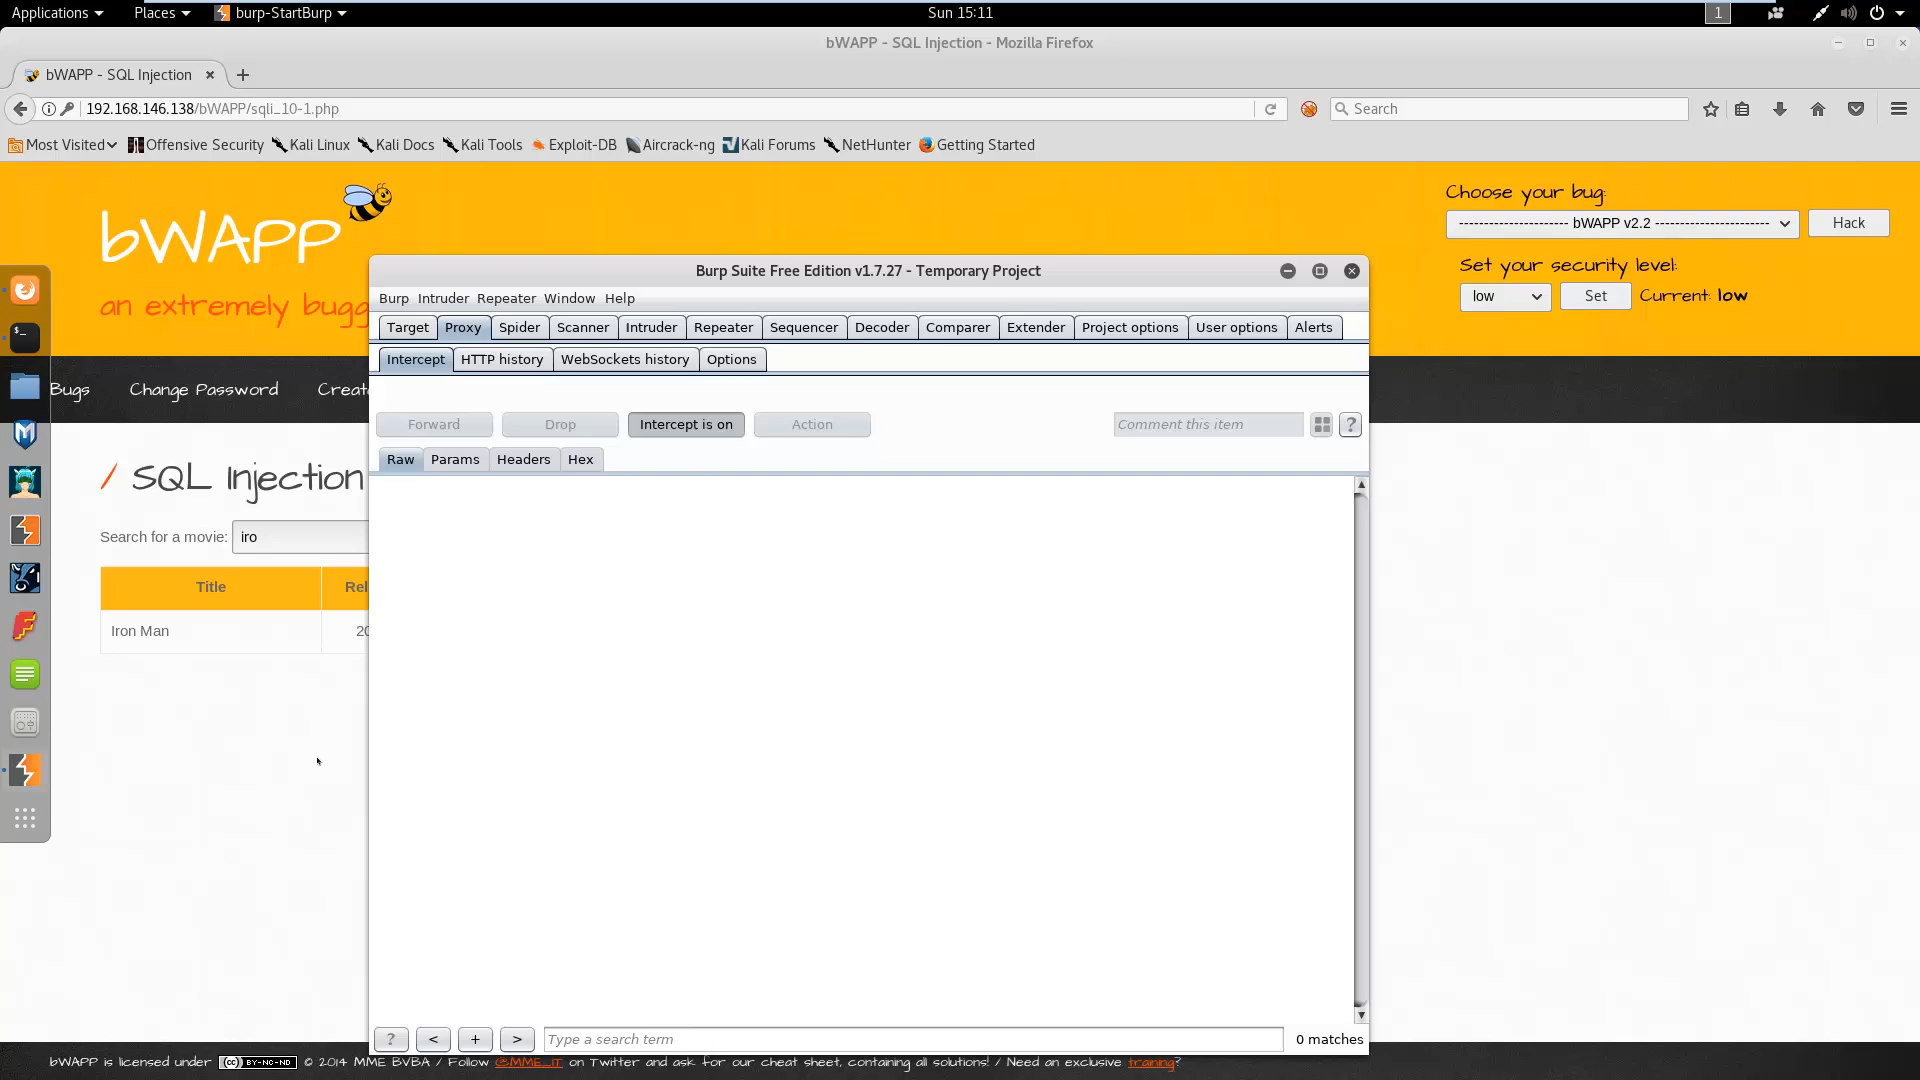 Applications Places burp-StartBurp Sun 15:11 1
bWAPP - SQL Injection - Mozilla Firefox
bWAPP - SQL Injection
192.168.146.138/bWAPP/sqli_10-1.php Search
Most Visited Offensive Security Kali Linux Kali Docs Kali Tools Exploit-DB Aircrack-ng Kali Forums NetHunter Getting Started
Choose your bug:
---------------------- bWAPP v2.2 ----------------------- Hack
bWAPP
an extremely bugg
Set your security level:
low Set Current: low
Burp Suite Free Edition v1.7.27 - Temporary Project
Burp Intruder Repeater Window Help
Target Proxy Spider Scanner Intruder Repeater Sequencer Decoder Comparer Extender Project options User options Alerts
Intercept HTTP history WebSockets history Options
Bugs Change Password Creat
Forward Drop Intercept is on Action Comment this item ?
Raw Params Headers Hex
/ SQL Injection
Search for a movie: iro
Title Rel
Iron Man 20
? < + > Type a search term 0 matches
bWAPP is licensed under (cc) BY-NC-ND © 2014 MME BVBA / Follow @MME_IT on Twitter and ask for our cheat sheet, containing all solutions! / Need an exclusive training?